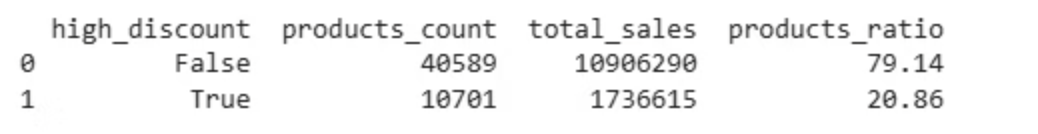 high_discount products_count total_sales products_ratio
0 False 40589 10906290 79.14
1 True 10701 1736615 20.86